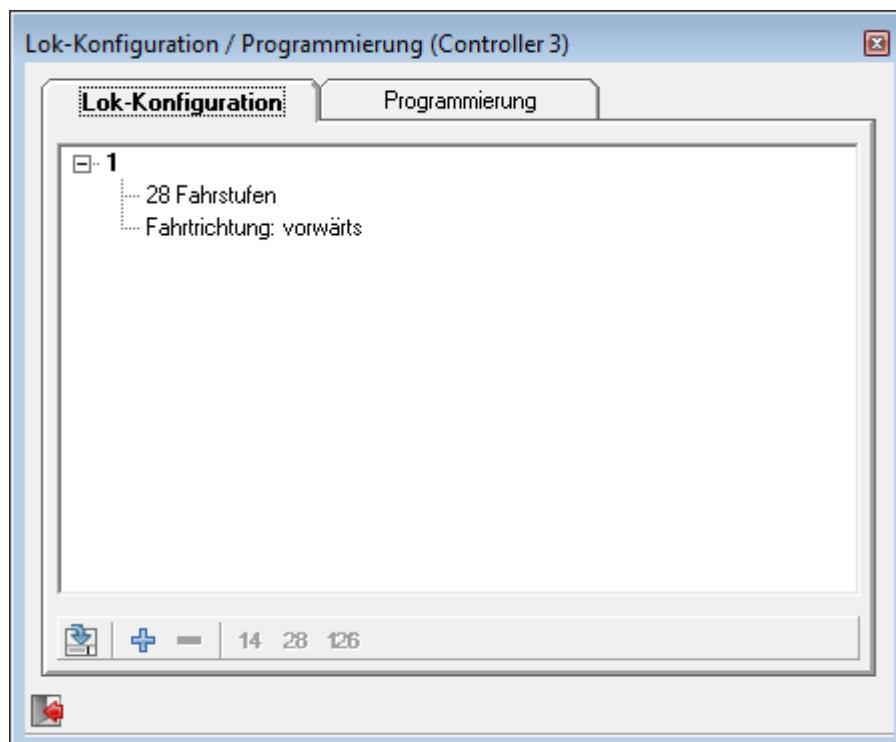 Lok-Konfiguration / Programmierung (Controller 3)
Lok-Konfiguration Programmierung
1
28 Fahrstufen
Fahrtrichtung: vorwärts
14 28 126